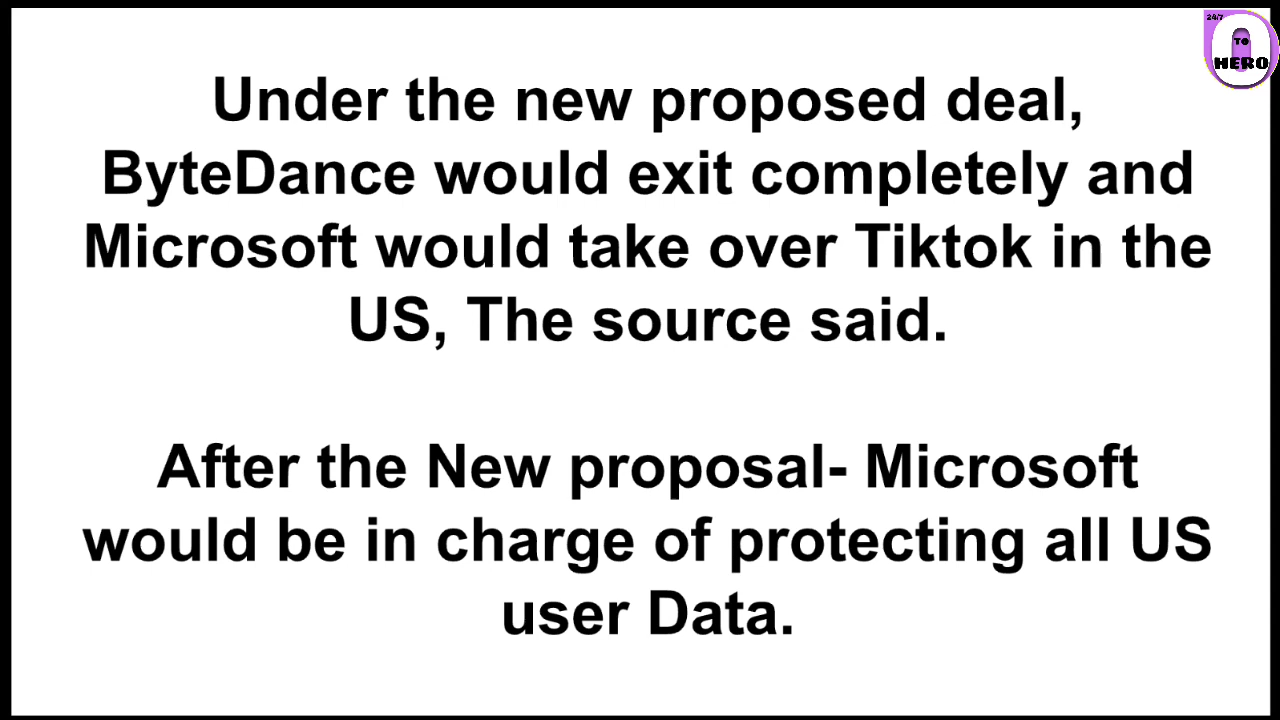 24/7
TO
HERO
Under the new proposed deal,
ByteDance would exit completely and
Microsoft would take over Tiktok in the
US, The source said.
After the New proposal- Microsoft
would be in charge of protecting all US
user Data.